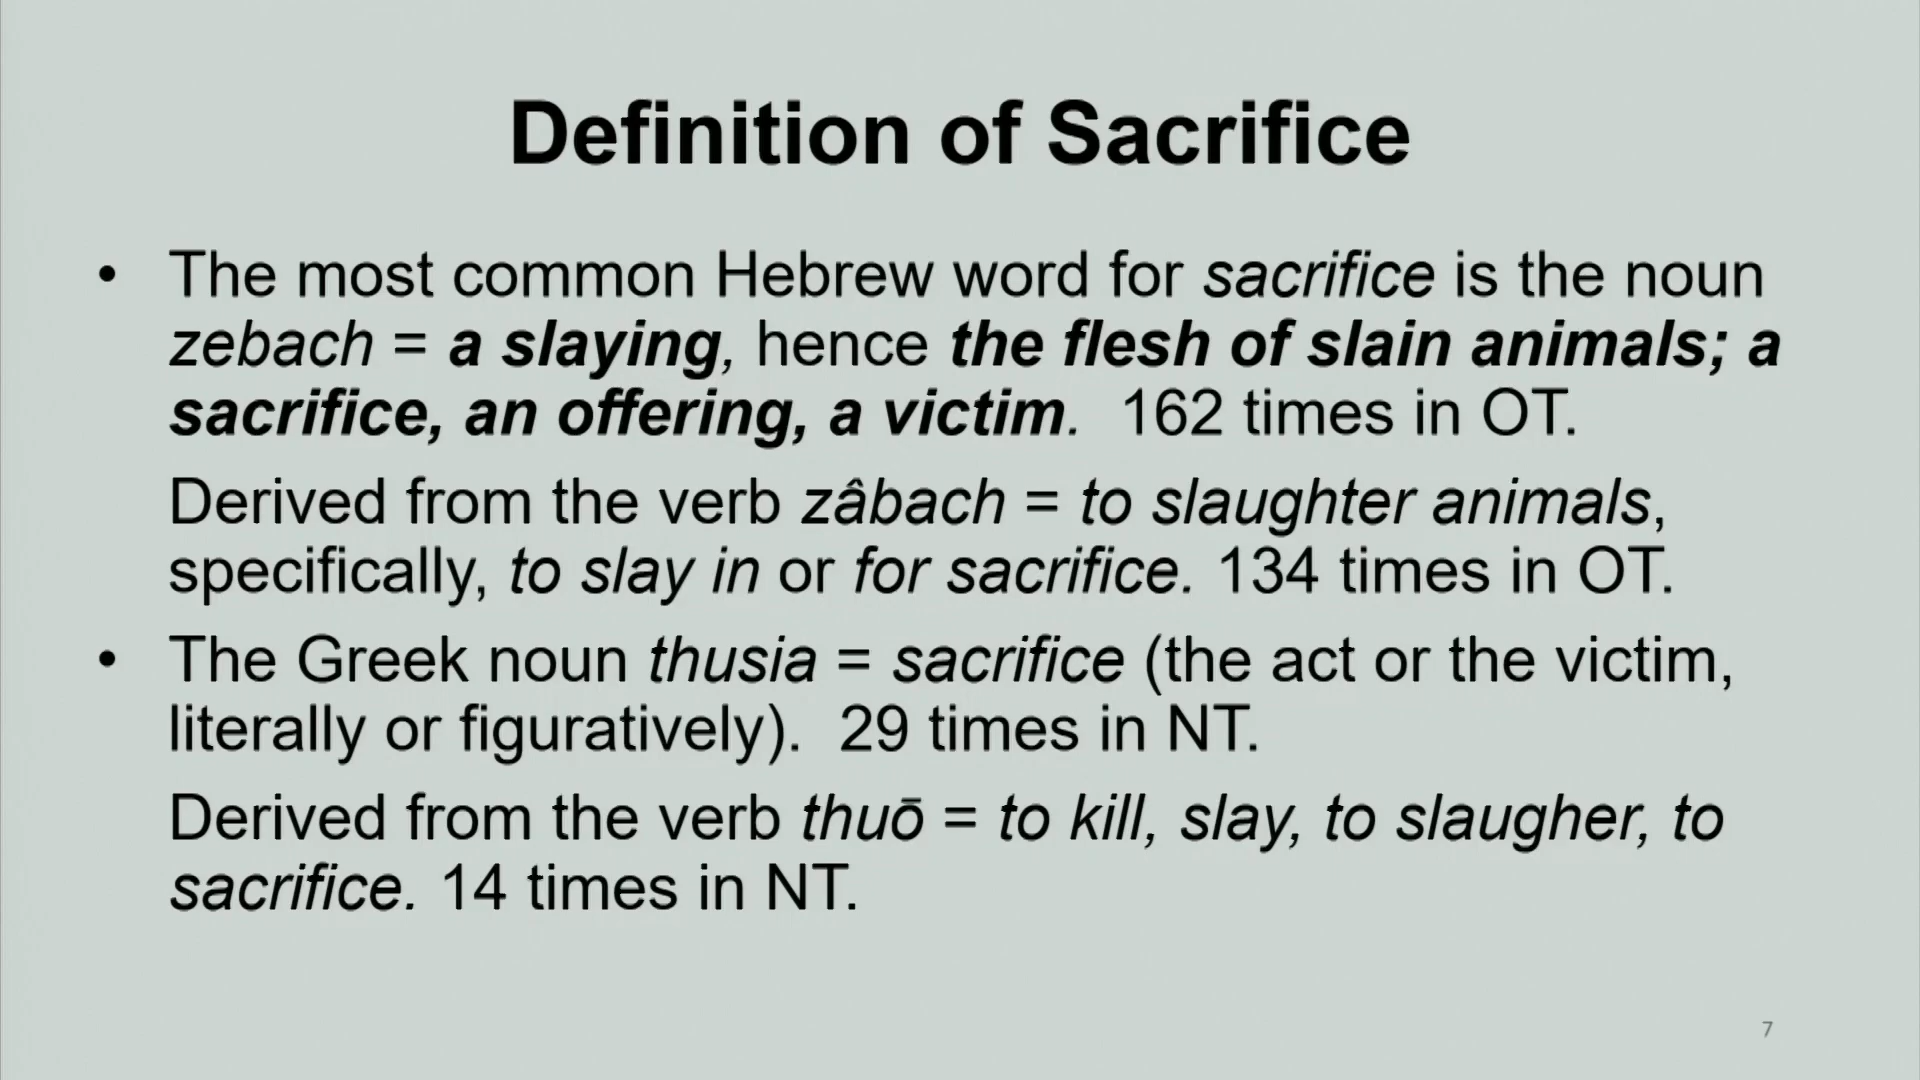 Definition of Sacrifice
• The most common Hebrew word for sacrifice is the noun
zebach = a slaying, hence the flesh of slain animals; a
sacrifice, an offering, a victim.  162 times in OT.
Derived from the verb zâbach = to slaughter animals,
specifically, to slay in or for sacrifice. 134 times in OT.
• The Greek noun thusia = sacrifice (the act or the victim,
literally or figuratively).  29 times in NT.
Derived from the verb thuō = to kill, slay, to slaugher, to
sacrifice. 14 times in NT.
7